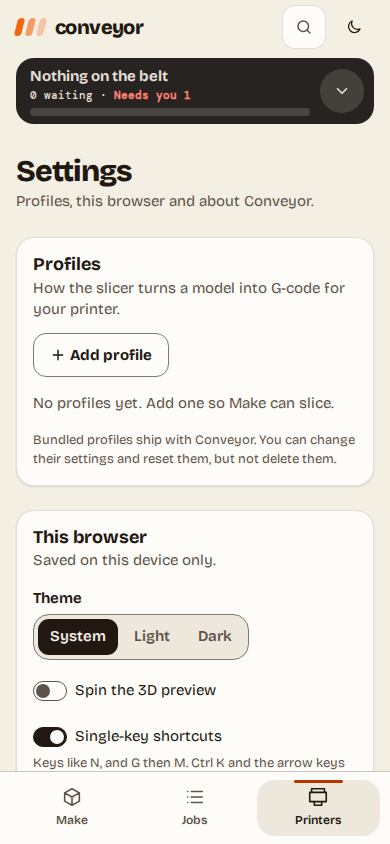 conveyor
Nothing on the belt
0 waiting · Needs you 1
Settings
Profiles, this browser and about Conveyor.
Profiles
How the slicer turns a model into G-code for
your printer.
+ Add profile
No profiles yet. Add one so Make can slice.
Bundled profiles ship with Conveyor. You can change
their settings and reset them, but not delete them.
This browser
Saved on this device only.
Theme
System Light Dark
Spin the 3D preview
Single-key shortcuts
Keys like N, and G then M. Ctrl K and the arrow keys
Make Jobs Printers